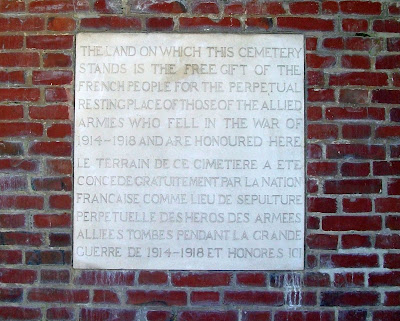 THE LAND ON WHICH THIS CEMETERY
STANDS IS THE FREE GIFT OF THE
FRENCH PEOPLE FOR THE PERPETUAL
RESTING PLACE OF THOSE OF THE ALLIED
ARMIES WHO FELL IN THE WAR OF
1914-1918 AND ARE HONOURED HERE
LE TERRAIN DE CE CIMETIERE A ETE
CONCEDE GRATUITEMENT PAR LA NATION
FRANCAISE COMME LIEU DE SEPULTURE
PERPETUELLE DES HEROS DES ARMEES
ALLIEES TOMBES PENDANT LA GRANDE
GUERRE DE 1914-1918 ET HONORES ICI